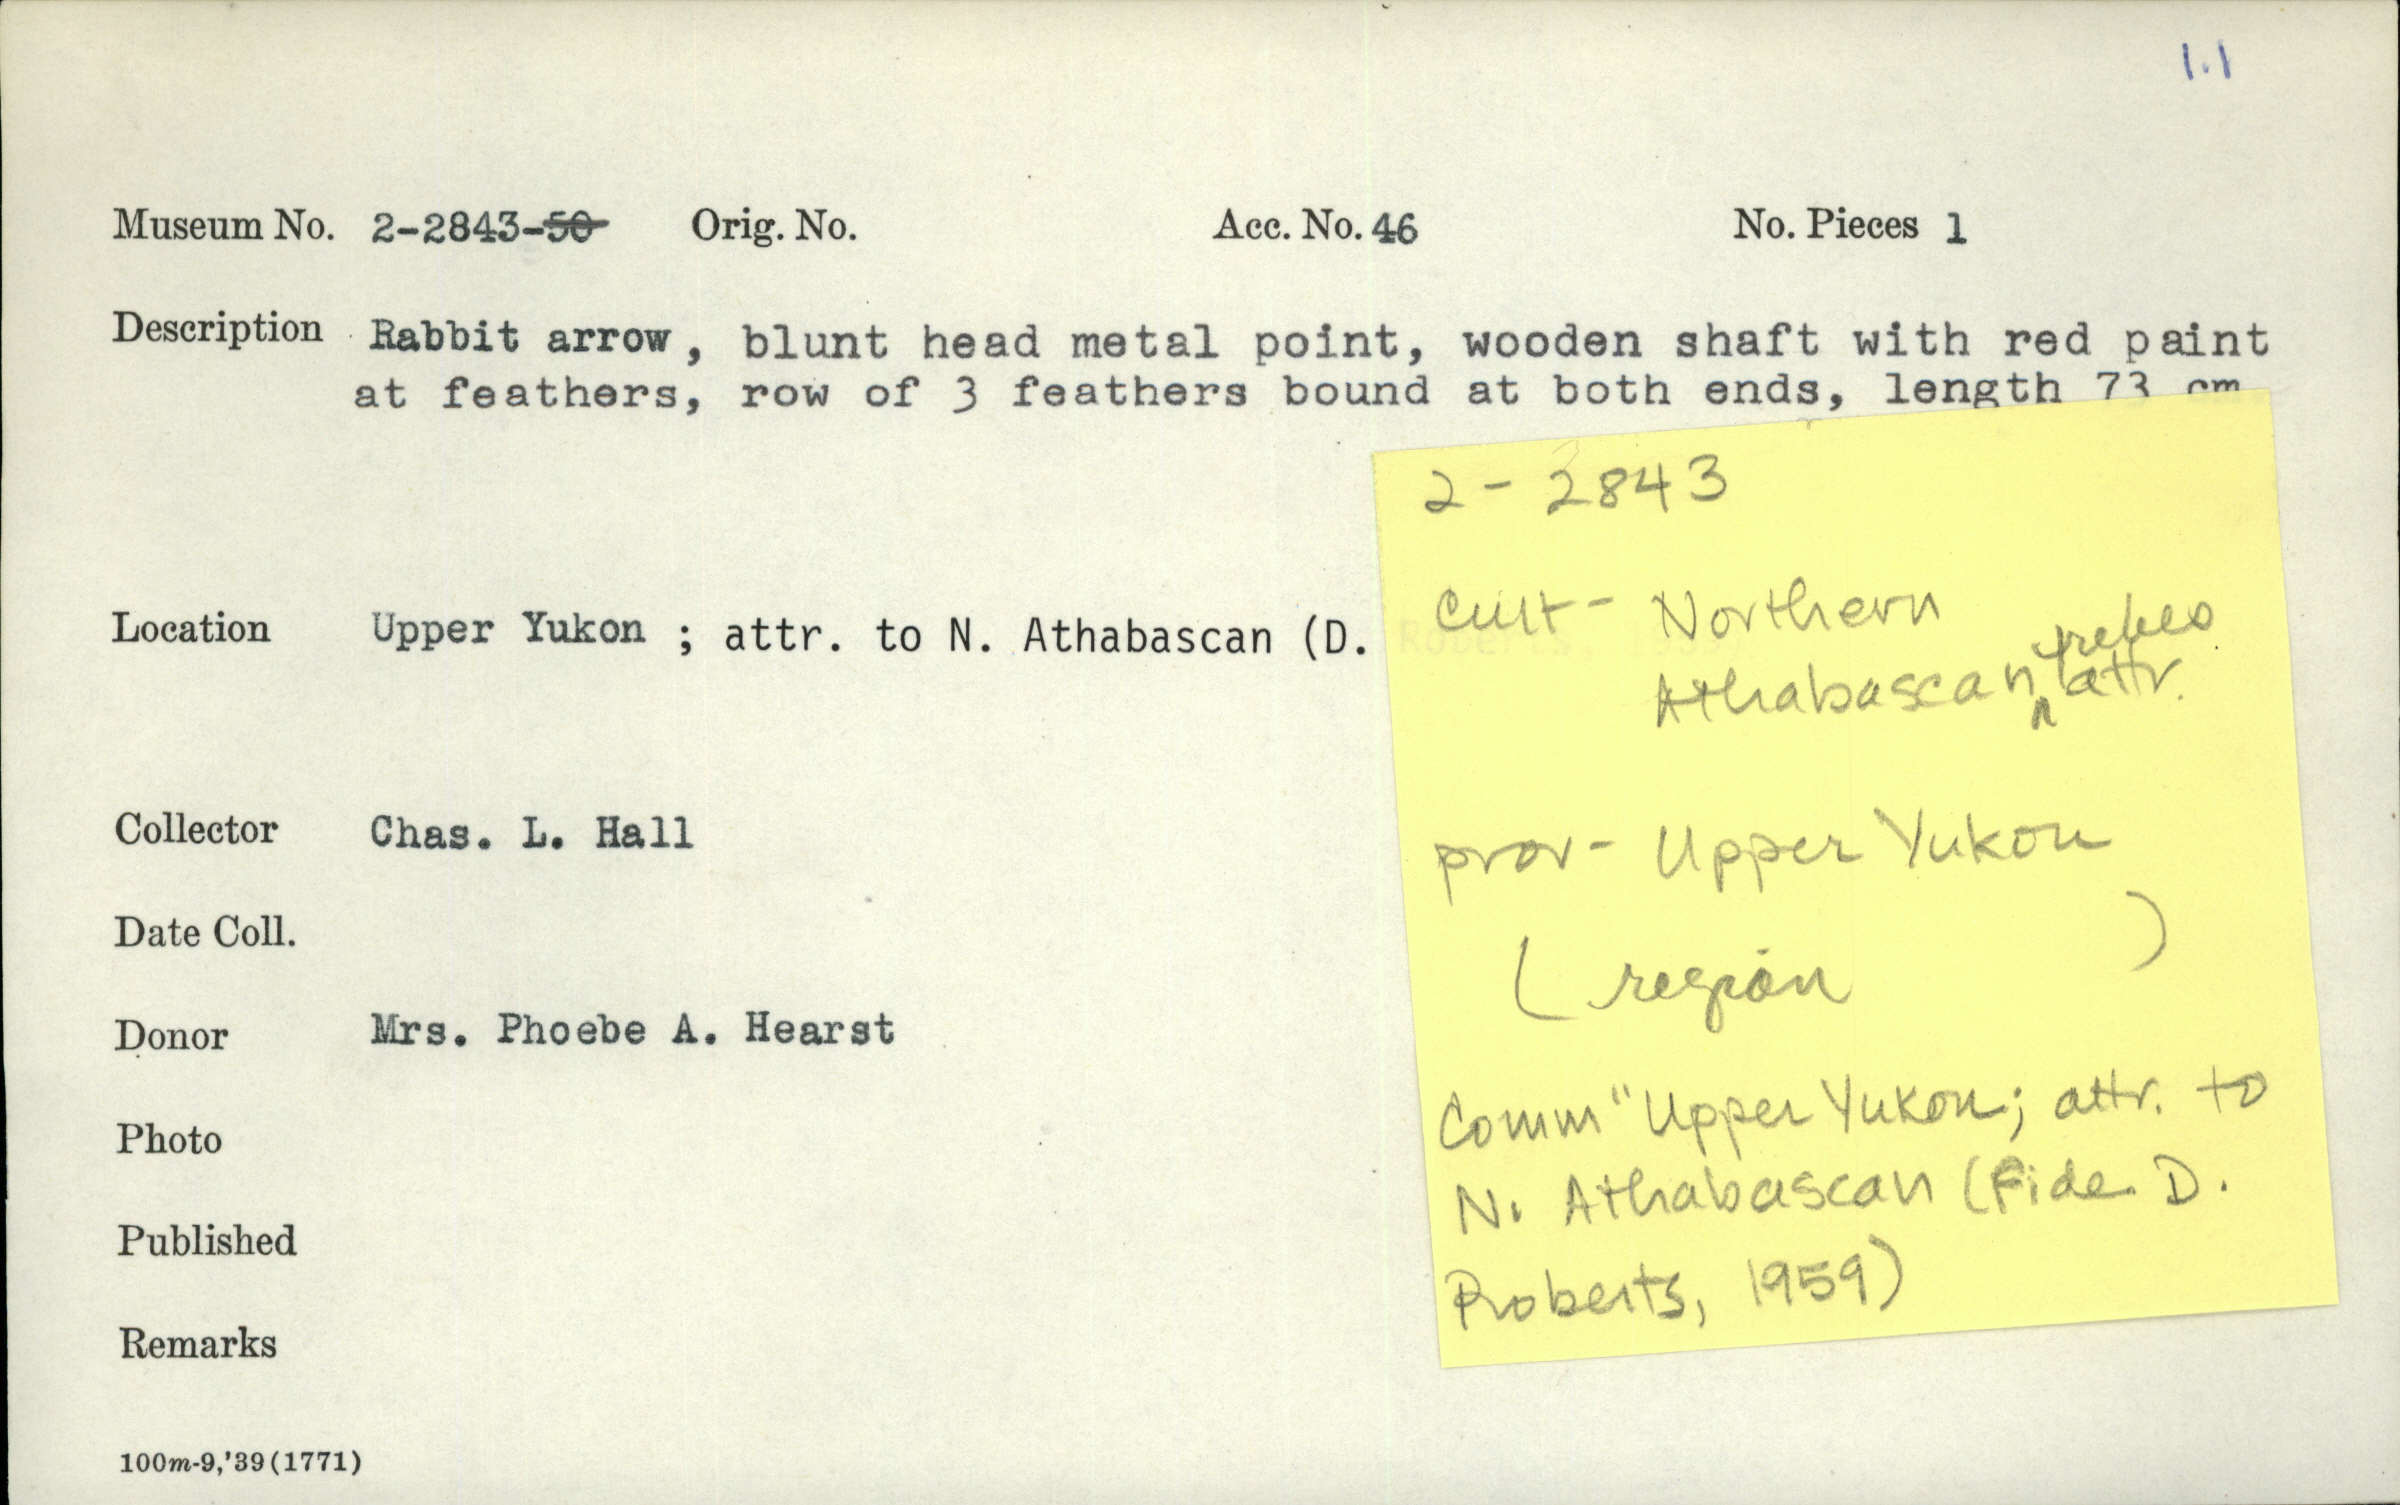 1.1
Museum No. 2-2843-50 Orig. No. Acc. No. 46 No. Pieces 1
Description Rabbit arrow, blunt head metal point, wooden shaft with red paint
at feathers, row of 3 feathers bound at both ends, length 73 cm
Location Upper Yukon ; attr. to N. Athabascan (D. Roberts,
Collector Chas. L. Hall
Date Coll.
Donor Mrs. Phoebe A. Hearst
Photo
Published
Remarks
100m-9,'39(1771)
2-2843
Cult- Northern
Athabascan tribes attr.
prov- Upper Yukon
(region )
Comm "Upper Yukon; attr. to
N. Athabascan (Fide D.
Roberts, 1959)